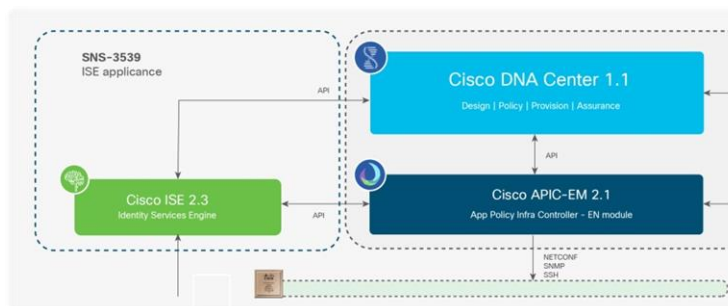 SNS-3539
ISE applicance
API
Cisco DNA Center 1.1
Design | Policy | Provision | Assurance
API
Cisco ISE 2.3
Identity Services Engine
API
Cisco APIC-EM 2.1
App Policy Infra Controller - EN module
NETCONF
SNMP
SSH